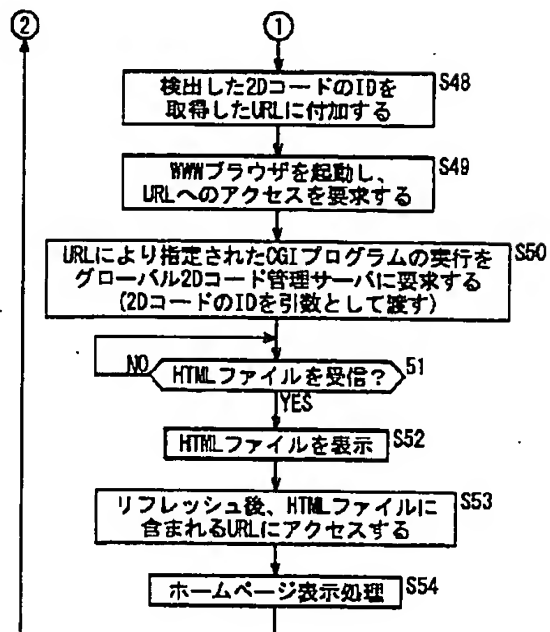 ② ①
検出した2DコードのIDを S48
取得したURLに付加する
WWWブラウザを起動し、 S49
URLへのアクセスを要求する
URLにより指定されたCGIプログラムの実行を S50
グローバル2Dコード管理サーバに要求する
(2DコードのIDを引数として渡す)
NO HTMLファイルを受信? 51
YES
HTMLファイルを表示 S52
リフレッシュ後、HTMLファイルに S53
含まれるURLにアクセスする
ホームページ表示処理 S54